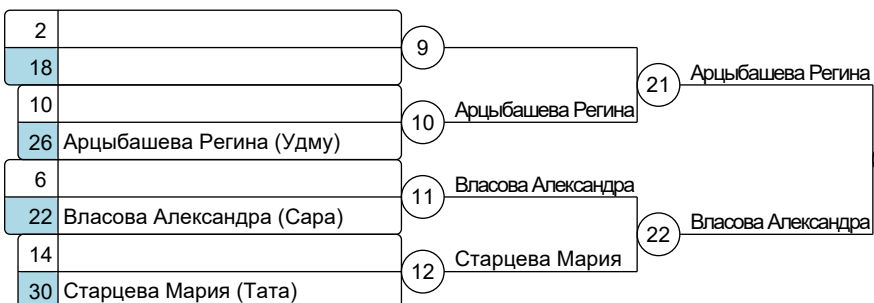 2
18
9
10
26 Арцыбашева Регина (Удму)
10
Арцыбашева Регина
21
Арцыбашева Регина
6
22 Власова Александра (Сара)
11
Власова Александра
14
30 Старцева Мария (Тата)
12
Старцева Мария
22
Власова Александра